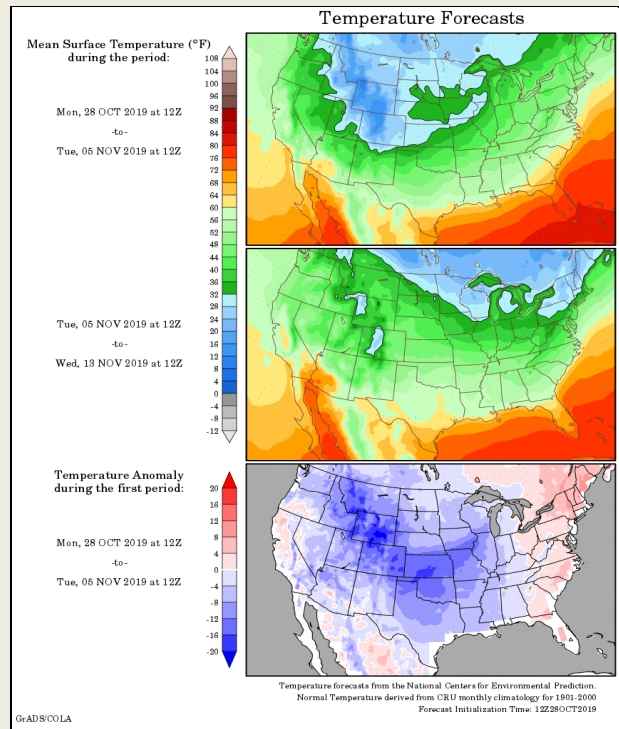 Temperature Forecasts
Mean Surface Temperature (°F)
during the period:
Mon, 28 OCT 2019 at 12Z
-to-
Tue, 05 NOV 2019 at 12Z
108
104
100
96
92
88
84
80
76
72
68
64
60
56
52
48
44
40
36
32
28
24
20
16
12
8
4
0
-4
-8
-12
Tue, 05 NOV 2019 at 12Z
-to-
Wed, 13 NOV 2019 at 12Z
Temperature Anomaly
during the first period:
Mon, 28 OCT 2019 at 12Z
-to-
Tue, 05 NOV 2019 at 12Z
20
16
12
8
4
-0
-4
-8
-12
-16
-20
Temperature forecasts from the National Centers for Environmental Prediction.
Normal Temperature derived from CRU monthly climatology for 1901-2000
Forecast Initialization Time: 12Z28OCT2019
GrADS/COLA